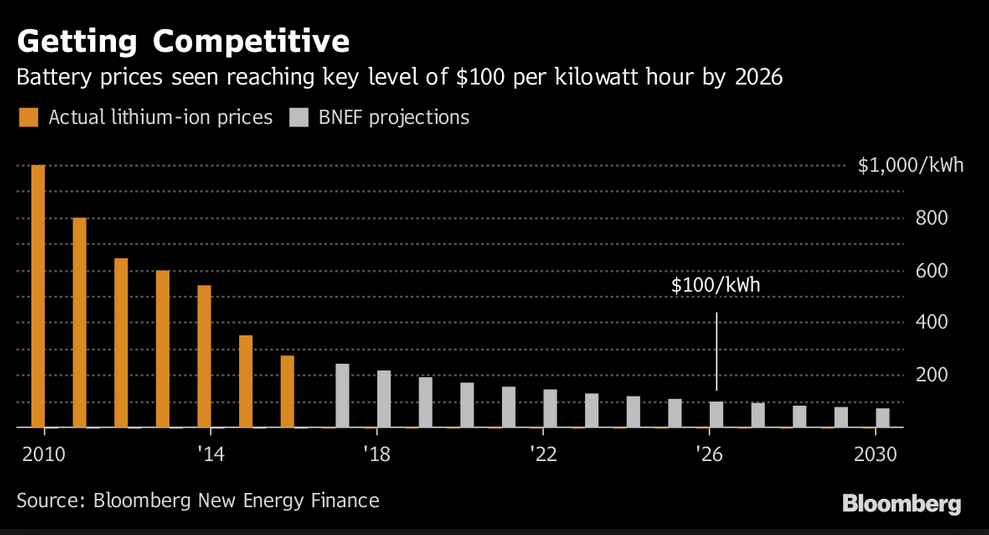 Getting Competitive
Battery prices seen reaching key level of $100 per kilowatt hour by 2026
Actual lithium-ion prices BNEF projections
$1,000/kWh
800
600
$100/kWh
400
200
2010 '14 '18 '22 '26 2030
Source: Bloomberg New Energy Finance
Bloomberg